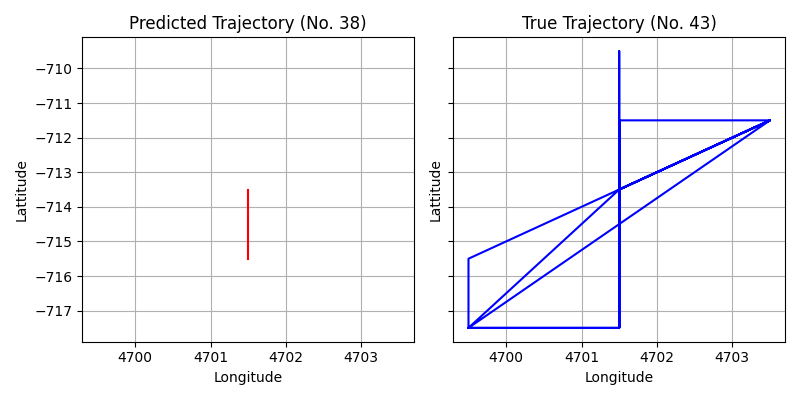 Predicted Trajectory (No. 38)
True Trajectory (No. 43)
Lattitude
−710
−711
−712
−713
−714
−715
−716
−717
4700
4701
4702
4703
Longitude
Lattitude
4700
4701
4702
4703
Longitude